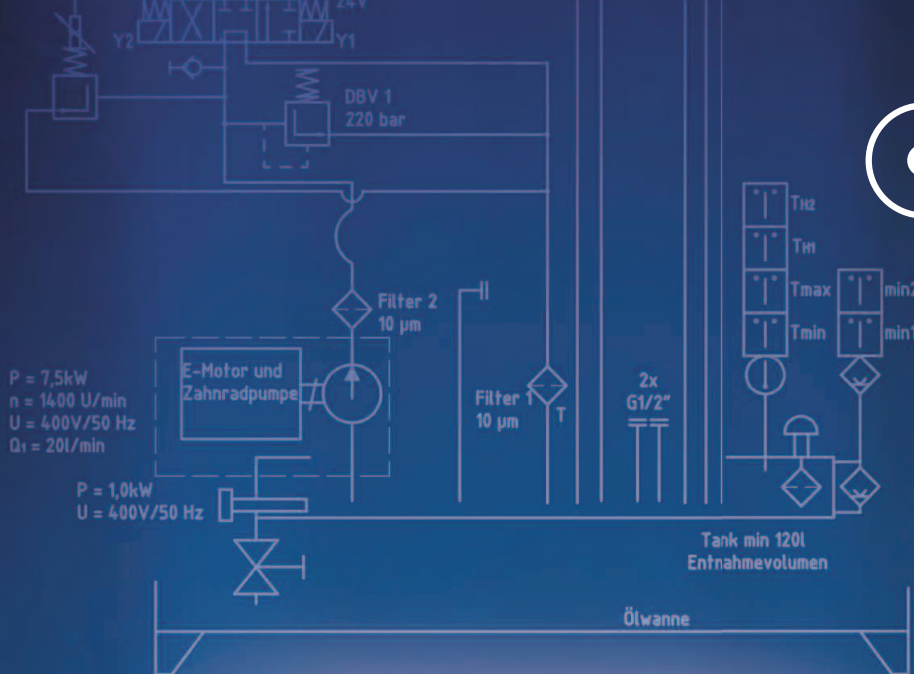 24V
Y2
Y1
DBV 1
220 bar
TH2
TH1
Tmax
min2
Tmin
min1
Filter 2
10 µm
E-Motor und
Zahnradpumpe
P = 7,5kW
n = 1400 U/min
U = 400V/50 Hz
Q1 = 20l/min
Filter 1
10 µm
T
2x
G1/2"
P = 1,0kW
U = 400V/50 Hz
Tank min 120l
Entnahmevolumen
Ölwanne